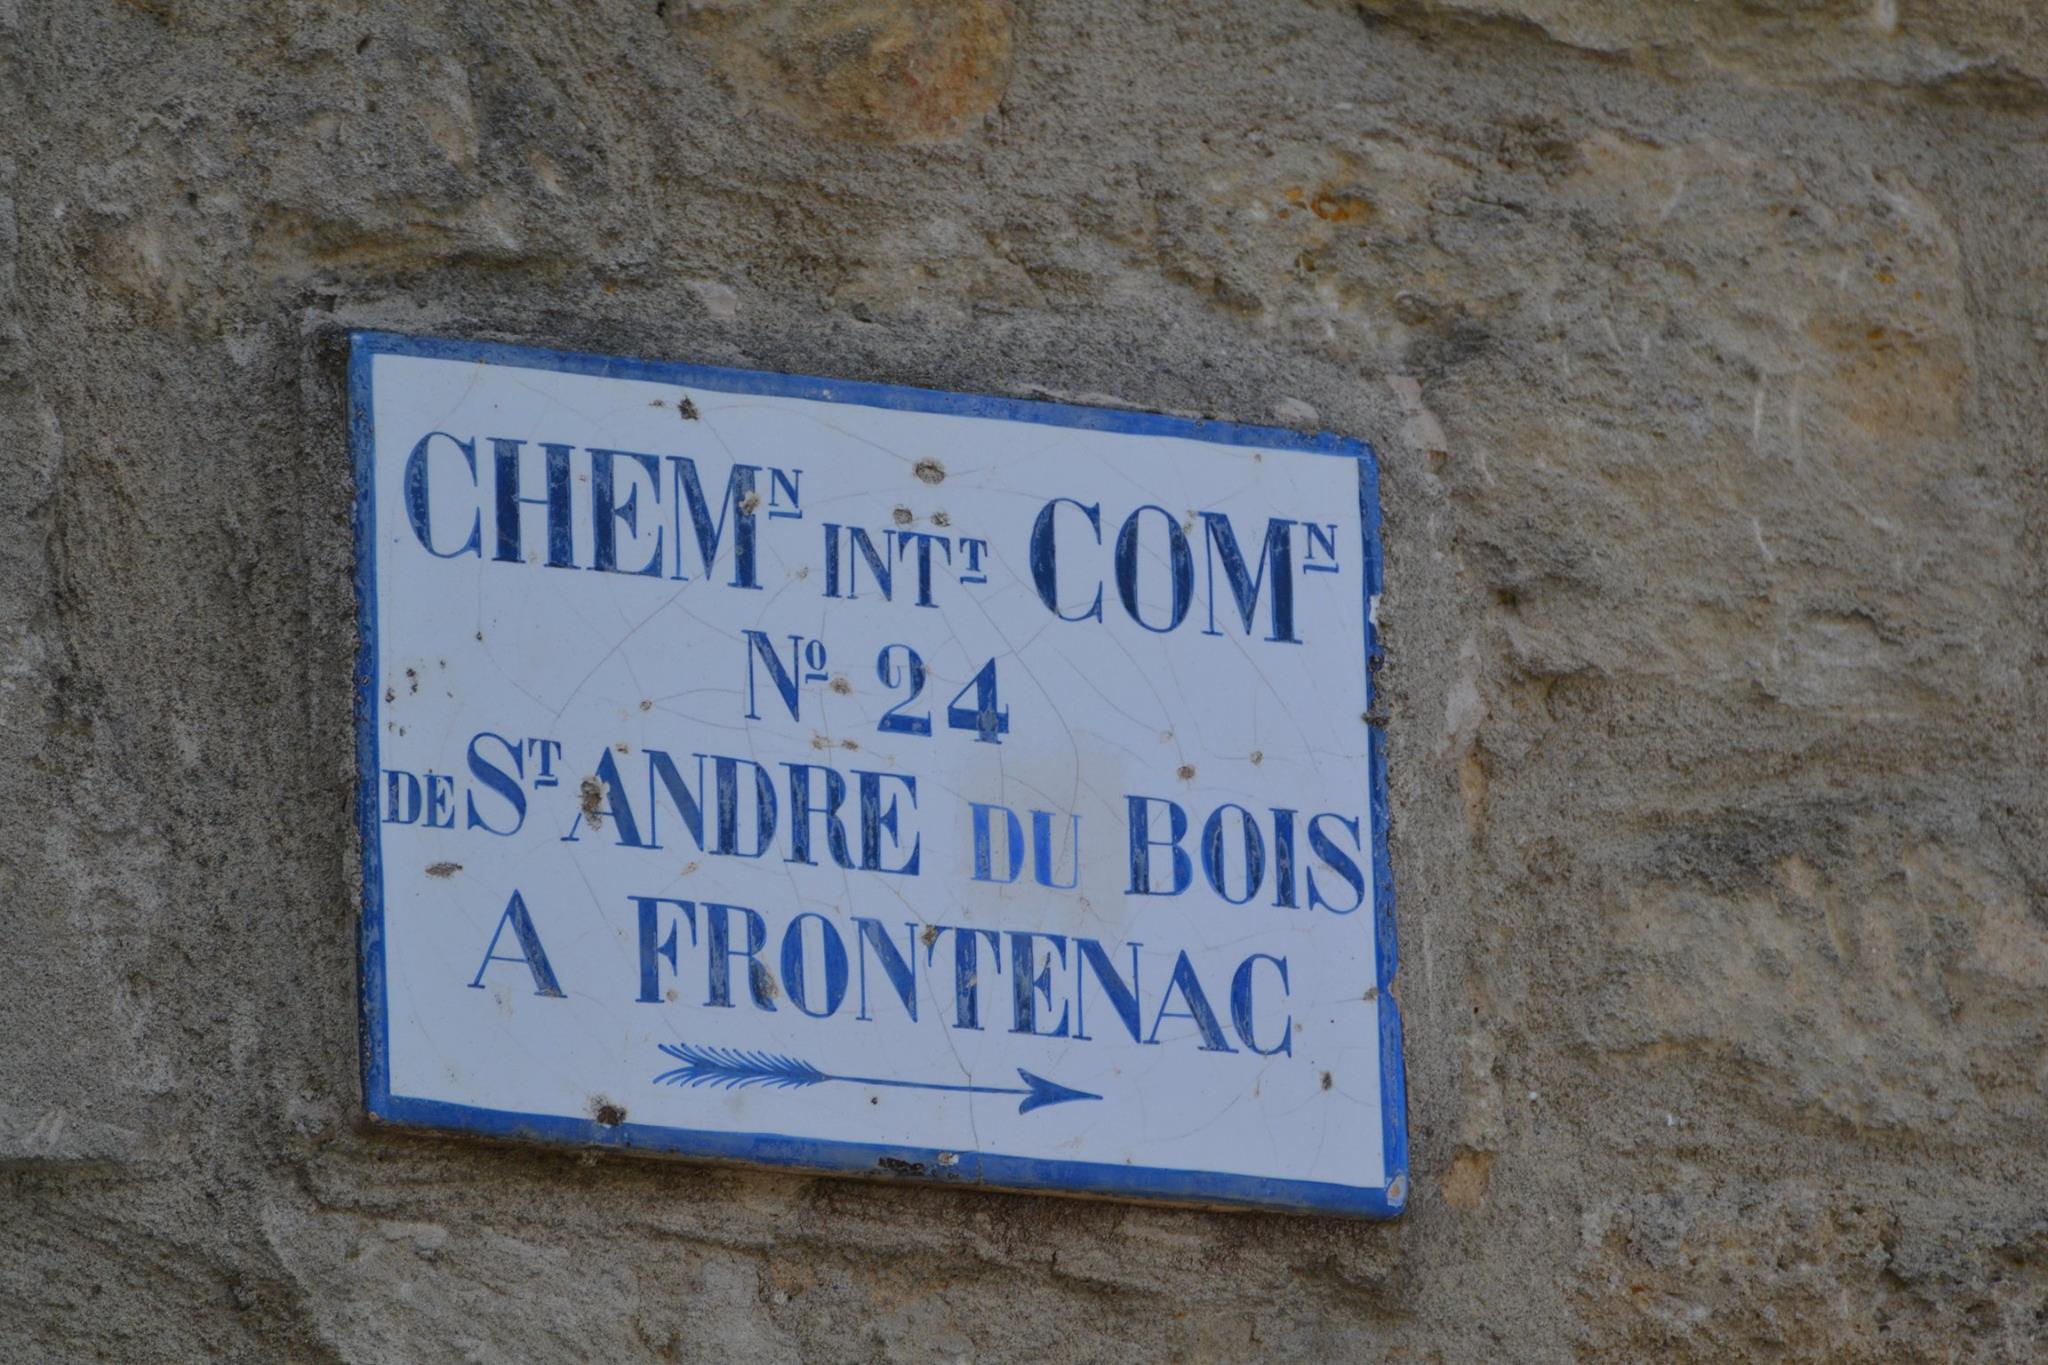 CHEMN INTT COMN
No 24
DE ST ANDRE DU BOIS
A FRONTENAC